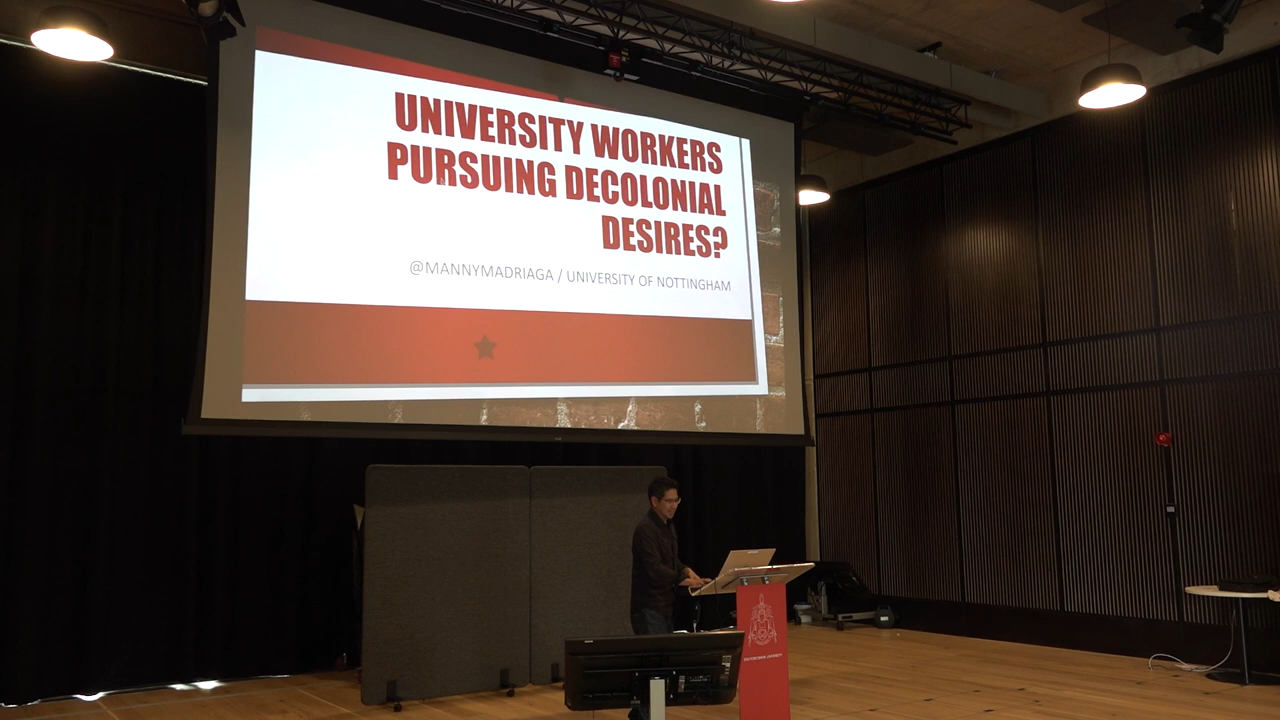 UNIVERSITY WORKERS
PURSUING DECOLONIAL
DESIRES?
@MANNYMADRIAGA / UNIVERSITY OF NOTTINGHAM